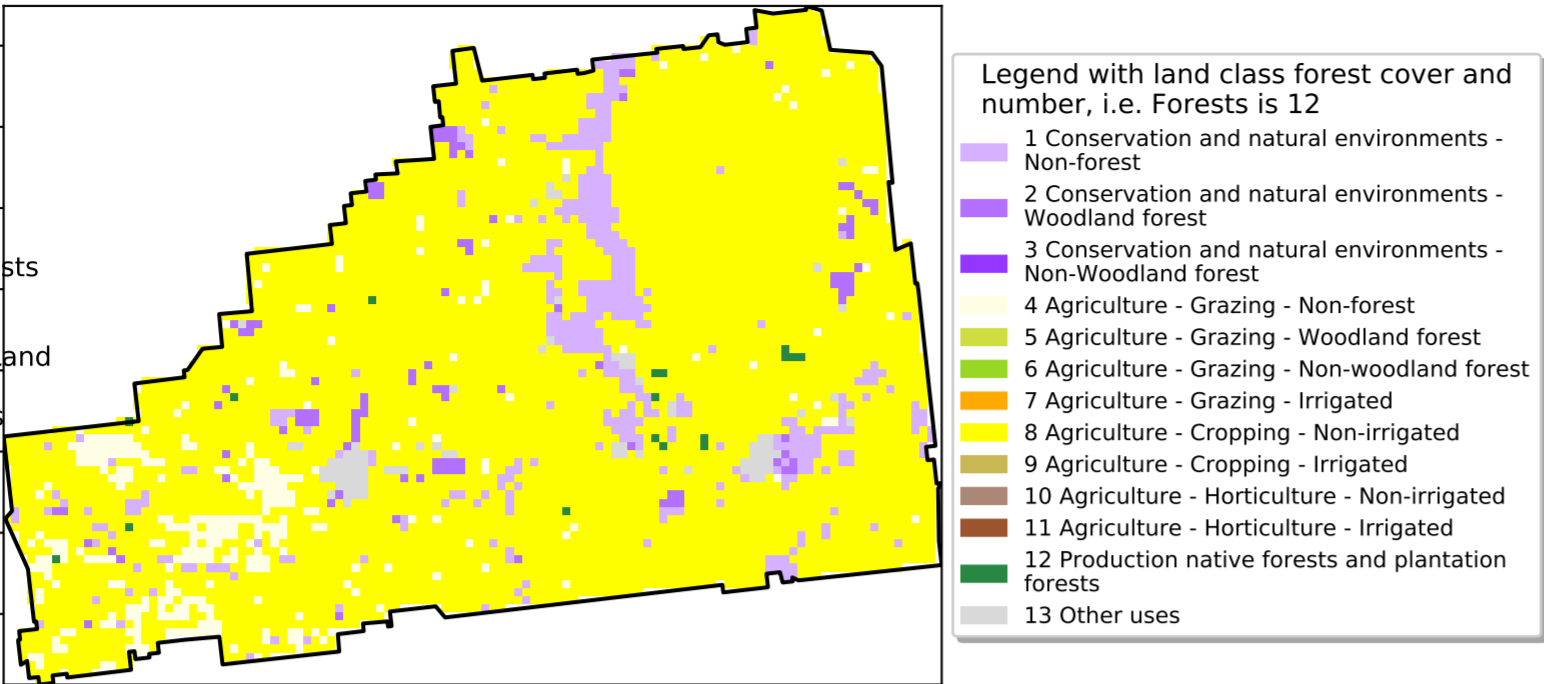 sts
and
Legend with land class forest cover and
number, i.e. Forests is 12
1 Conservation and natural environments -
Non-forest
2 Conservation and natural environments -
Woodland forest
3 Conservation and natural environments -
Non-Woodland forest
4 Agriculture - Grazing - Non-forest
5 Agriculture - Grazing - Woodland forest
6 Agriculture - Grazing - Non-woodland forest
7 Agriculture - Grazing - Irrigated
8 Agriculture - Cropping - Non-irrigated
9 Agriculture - Cropping - Irrigated
10 Agriculture - Horticulture - Non-irrigated
11 Agriculture - Horticulture - Irrigated
12 Production native forests and plantation
forests
13 Other uses